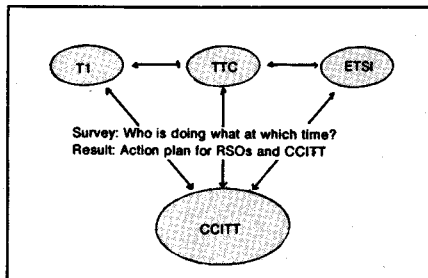 T1 TTC ETSI
Survey: Who is doing what at which time?
Result: Action plan for RSOs and CCITT
CCITT